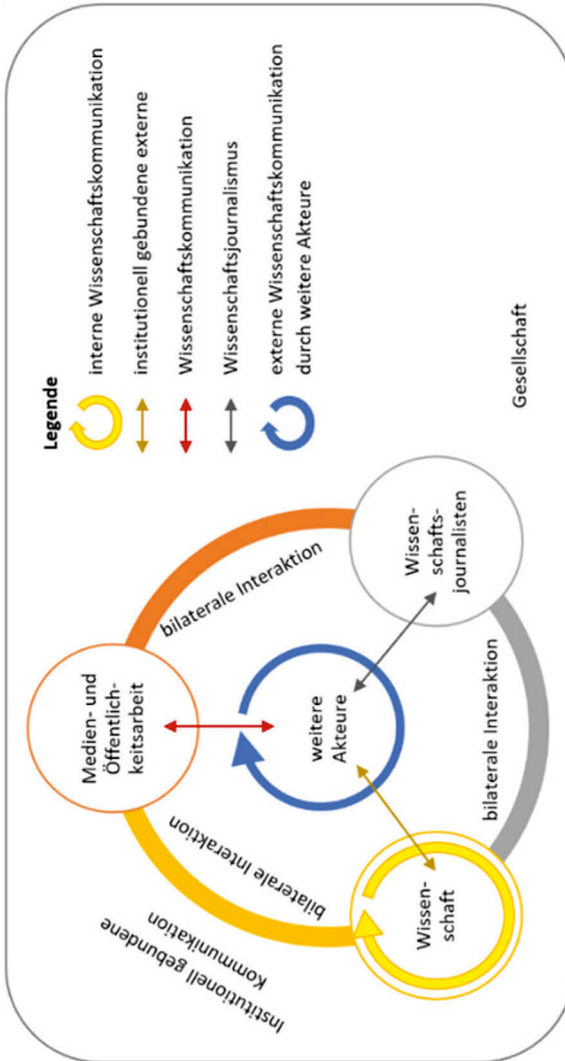 Medien- und
Öffentlich-
keitsarbeit
Institutionell gebundene
Kommunikation
bilaterale Interaktion
bilaterale Interaktion
weitere
Akteure
Wissen-
schaft
Wissen-
schafts-
journalisten
bilaterale Interaktion
Legende
interne Wissenschaftskommunikation
institutionell gebundene externe
Wissenschaftskommunikation
Wissenschaftsjournalismus
externe Wissenschaftskommunikation
durch weitere Akteure
Gesellschaft